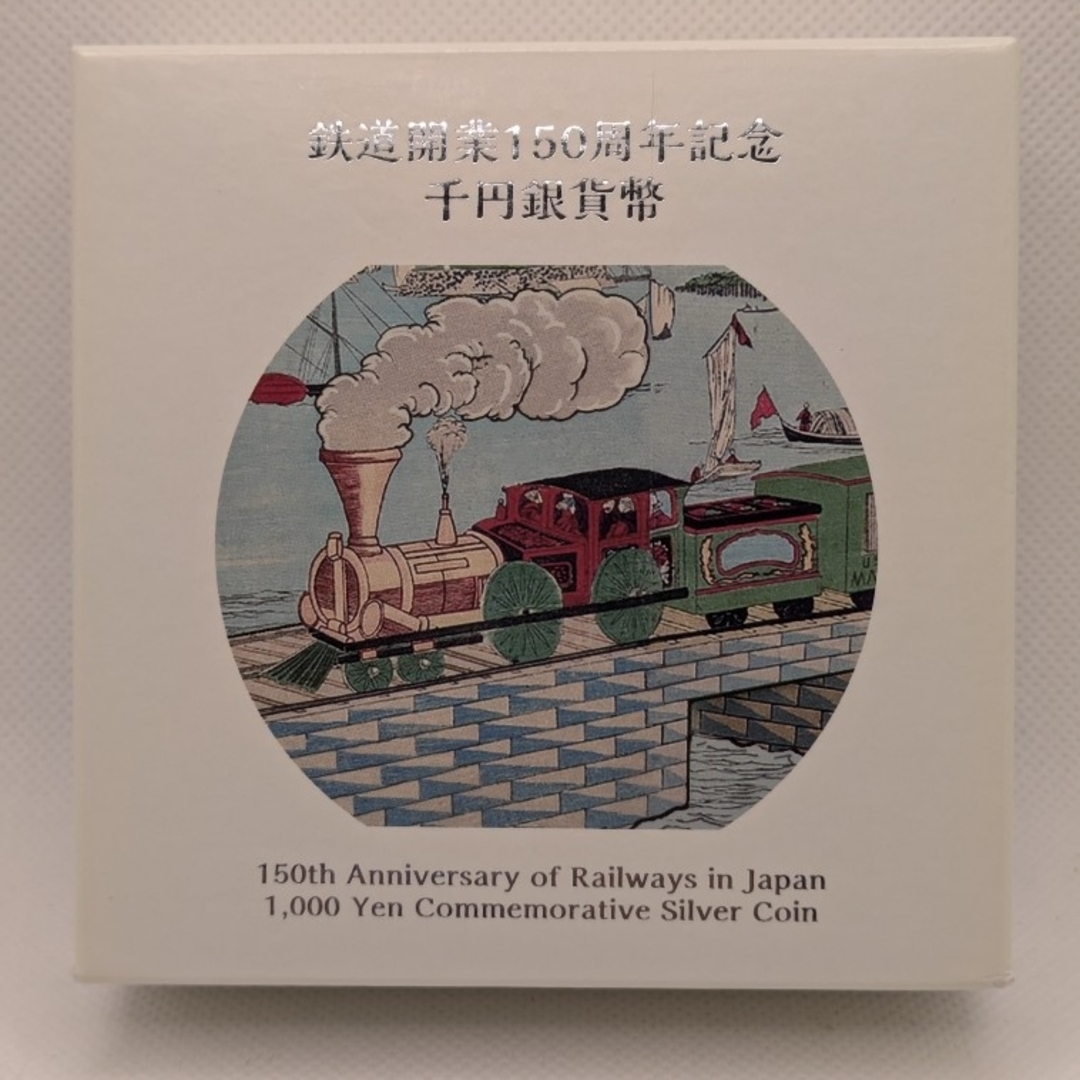 鉄道開業150周年記念
千円銀貨幣
150th Anniversary of Railways in Japan
1,000 Yen Commemorative Silver Coin